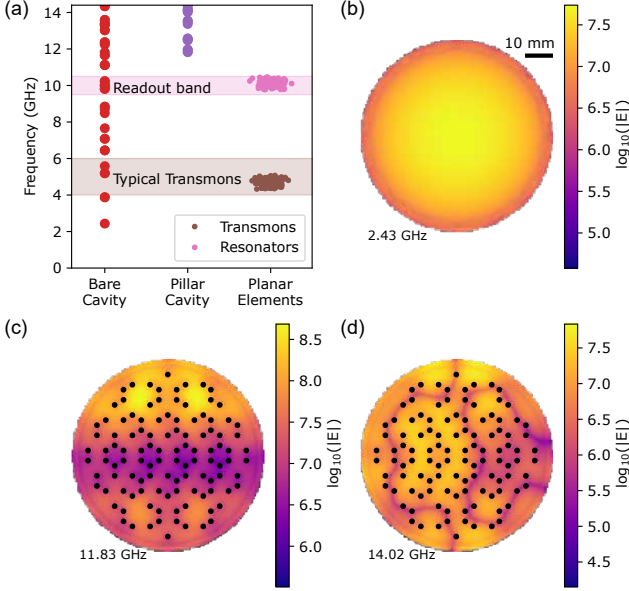 (a)
14
12
10
8
6
4
2
0
Frequency (GHz)
Readout band
Typical Transmons
Transmons
Resonators
Bare
Cavity
Pillar
Cavity
Planar
Elements
(b)
10 mm
2.43 GHz
7.5
7.0
6.5
6.0
5.5
5.0
log₁₀(|E|)
(c)
11.83 GHz
8.5
8.0
7.5
7.0
6.5
6.0
log₁₀(|E|)
(d)
14.02 GHz
7.5
7.0
6.5
6.0
5.5
5.0
4.5
log₁₀(|E|)